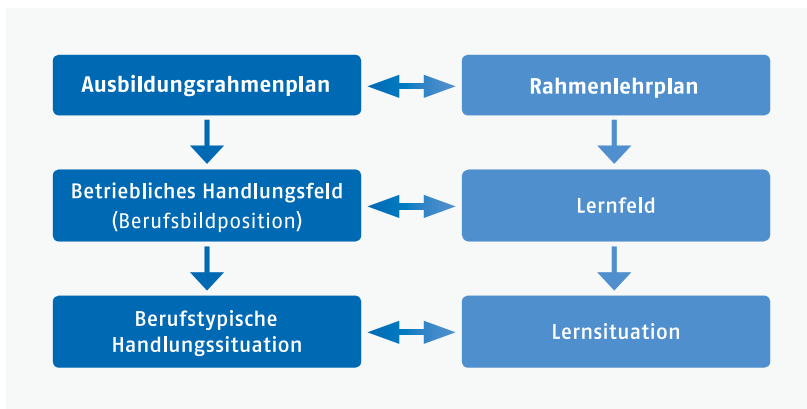 Ausbildungsrahmenplan
Rahmenlehrplan
Betriebliches Handlungsfeld
(Berufsbildposition)
Lernfeld
Berufstypische
Handlungssituation
Lernsituation